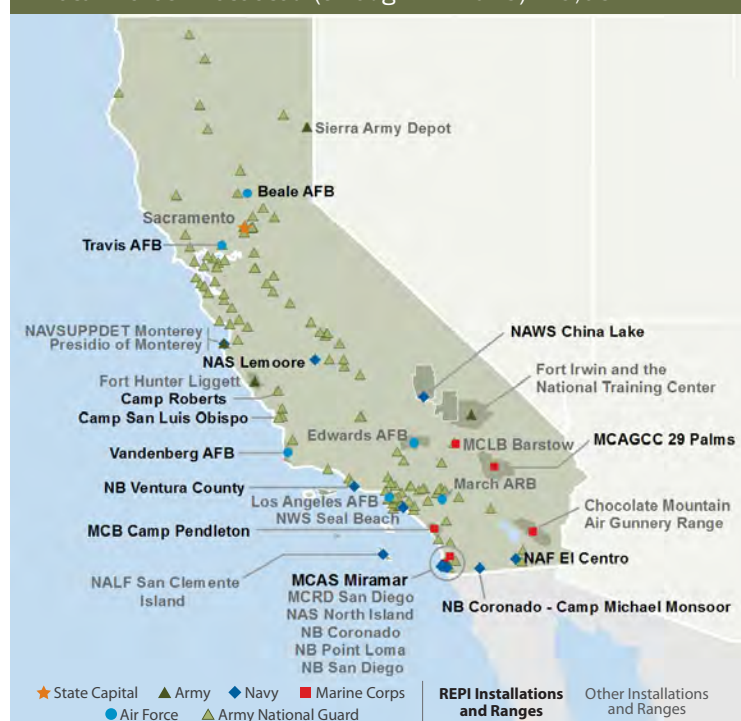 Sierra Army Depot
Beale AFB
Sacramento
Travis AFB
NAVSUPPDET Monterey
Presidio of Monterey
NAS Lemoore
NAWS China Lake
Fort Irwin and the
National Training Center
Fort Hunter Liggett
Camp Roberts
Camp San Luis Obispo
Edwards AFB
MCLB Barstow
MCAGCC 29 Palms
Vandenberg AFB
NB Ventura County
Los Angeles AFB
NWS Seal Beach
March ARB
Chocolate Mountain
Air Gunnery Range
MCB Camp Pendleton
NAF El Centro
NALF San Clemente
Island
MCAS Miramar
MCRD San Diego
NAS North Island
NB Coronado
NB Point Loma
NB San Diego
NB Coronado - Camp Michael Monsoor
State Capital Army Navy Marine Corps
Air Force Army National Guard
REPI Installations
and Ranges
Other Installations
and Ranges